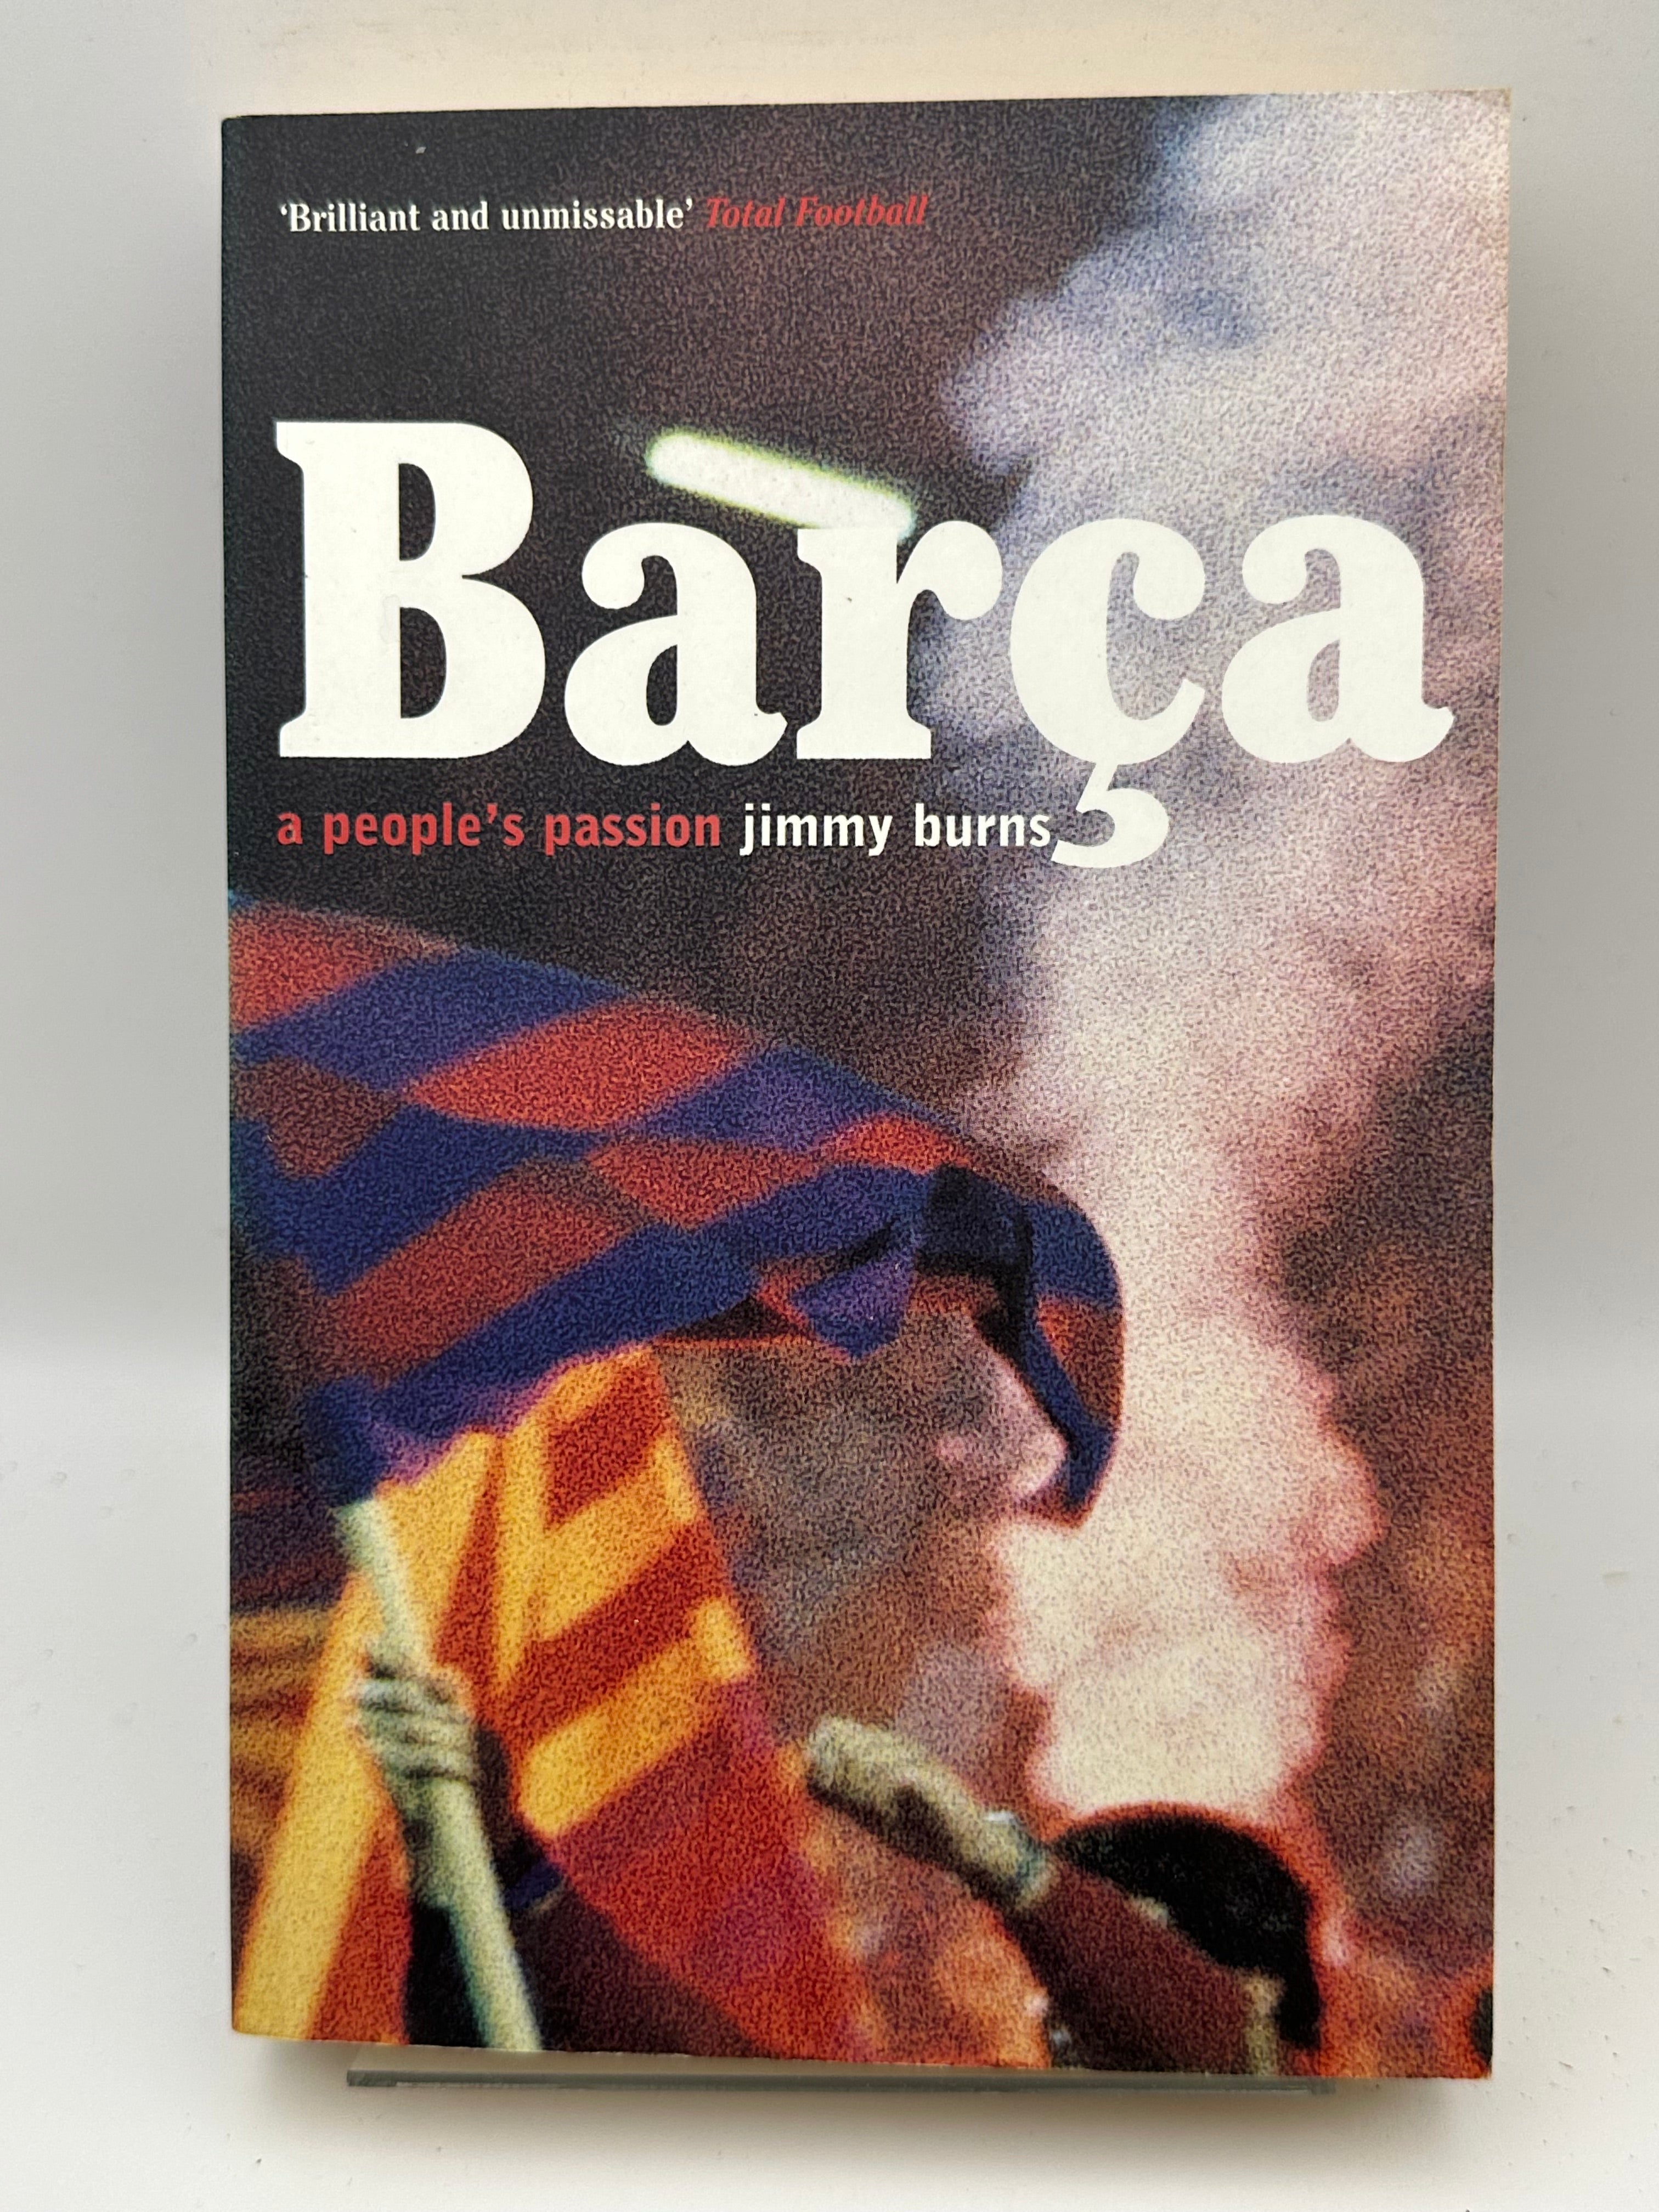 ‘Brilliant and unmissable’ Total Football
Barça
a people’s passion jimmy burns